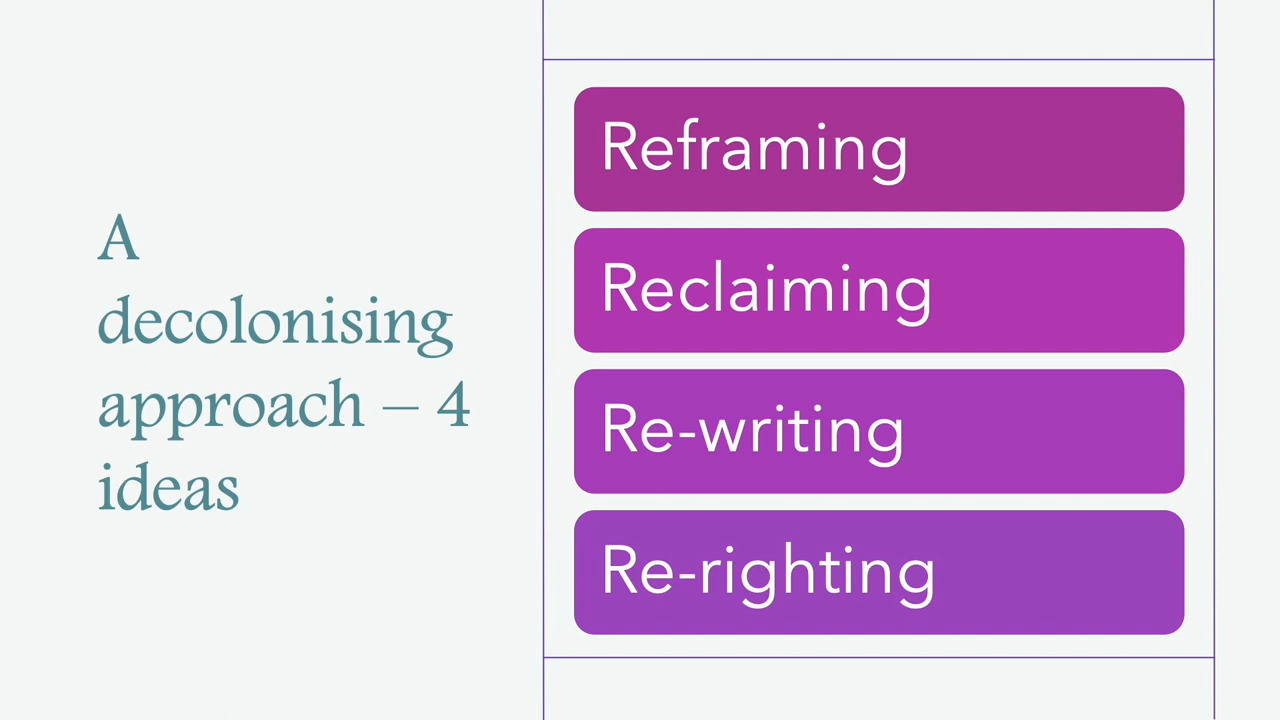 A
decolonising
approach – 4
ideas
Reframing
Reclaiming
Re-writing
Re-righting